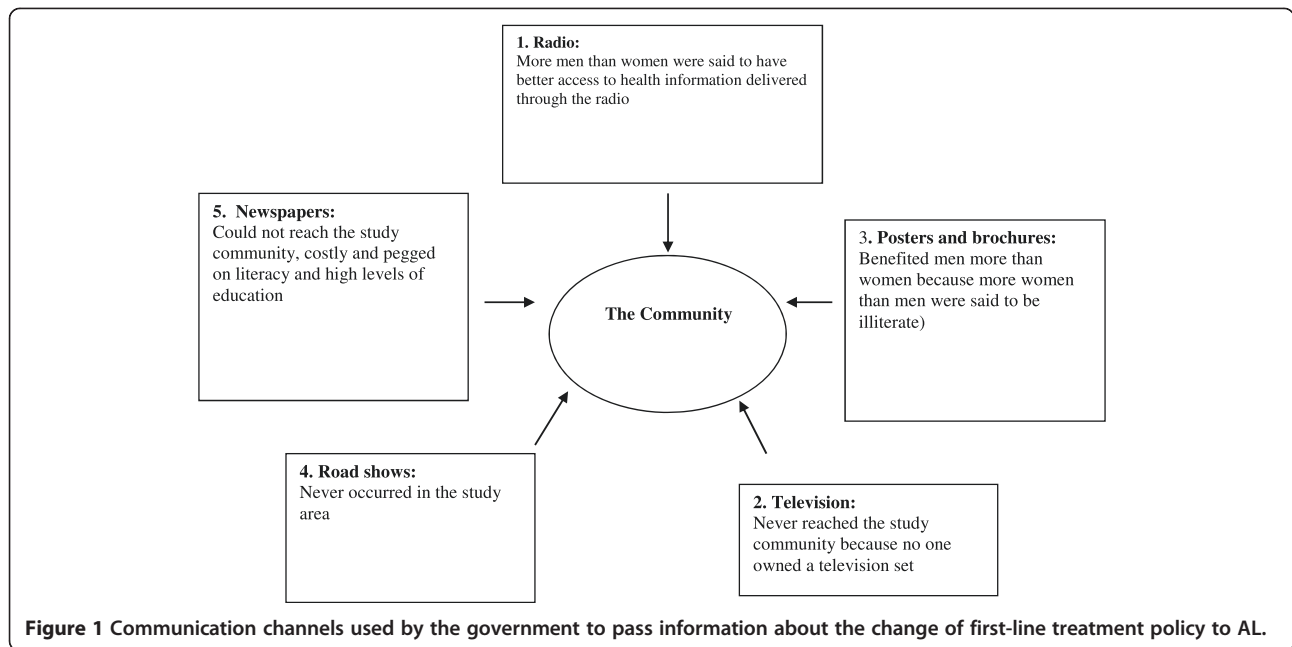 1. Radio:
More men than women were said to have
better access to health information delivered
through the radio
5. Newspapers:
Could not reach the study
community, costly and pegged
on literacy and high levels of
education
3. Posters and brochures:
Benefited men more than
women because more women
than men were said to be
illiterate)
The Community
4. Road shows:
Never occurred in the study
area
2. Television:
Never reached the study
community because no one
owned a television set
Figure 1 Communication channels used by the government to pass information about the change of first-line treatment policy to AL.